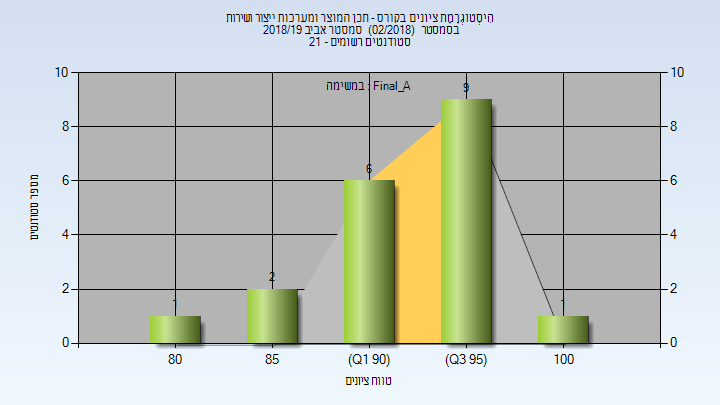 היסטוגרמת ציונים בקורס - תכן המוצר ומערכות ייצור ושירות
בסמסטר (02/2018) סמסטר אביב 2018/19
סטודנטים רשומים - 21
במשימה : Final_A
מספר סטודנטים
10 10
8 8
6 6
4 4
2 2
0 0
1 2 6 9 1
80 85 (Q1 90) (Q3 95) 100
טווח ציונים